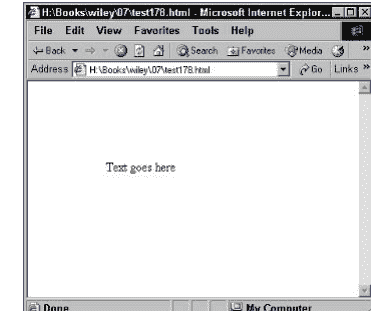 H:\Books\wiley\07\test178.html - Microsoft Internet Explor...
File Edit View Favorites Tools Help
Back Search Favorites Media »
Address H:\Books\wiley\07\test178.html Go Links »
Text goes here
Done My Computer